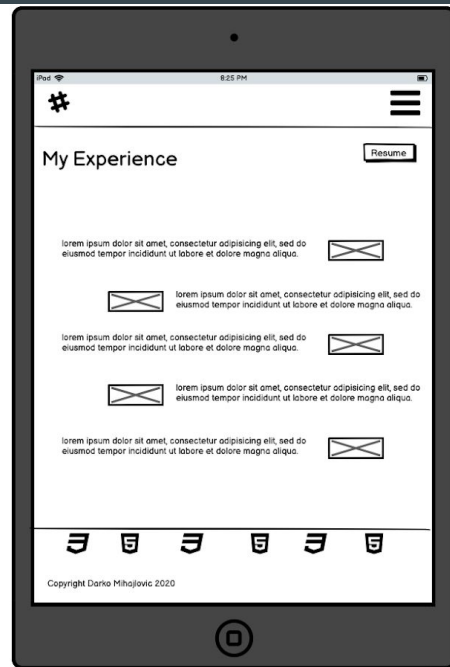 iPod 8:25 PM
My Experience
Resume
lorem ipsum dolor sit amet, consectetur adipisicing elit, sed do
eiusmod tempor incididunt ut labore et dolore magna aliqua.
lorem ipsum dolor sit amet, consectetur adipisicing elit, sed do
eiusmod tempor incididunt ut labore et dolore magna aliqua.
lorem ipsum dolor sit amet, consectetur adipisicing elit, sed do
eiusmod tempor incididunt ut labore et dolore magna aliqua.
lorem ipsum dolor sit amet, consectetur adipisicing elit, sed do
eiusmod tempor incididunt ut labore et dolore magna aliqua.
lorem ipsum dolor sit amet, consectetur adipisicing elit, sed do
eiusmod tempor incididunt ut labore et dolore magna aliqua.
Copyright Darko Mihajlovic 2020